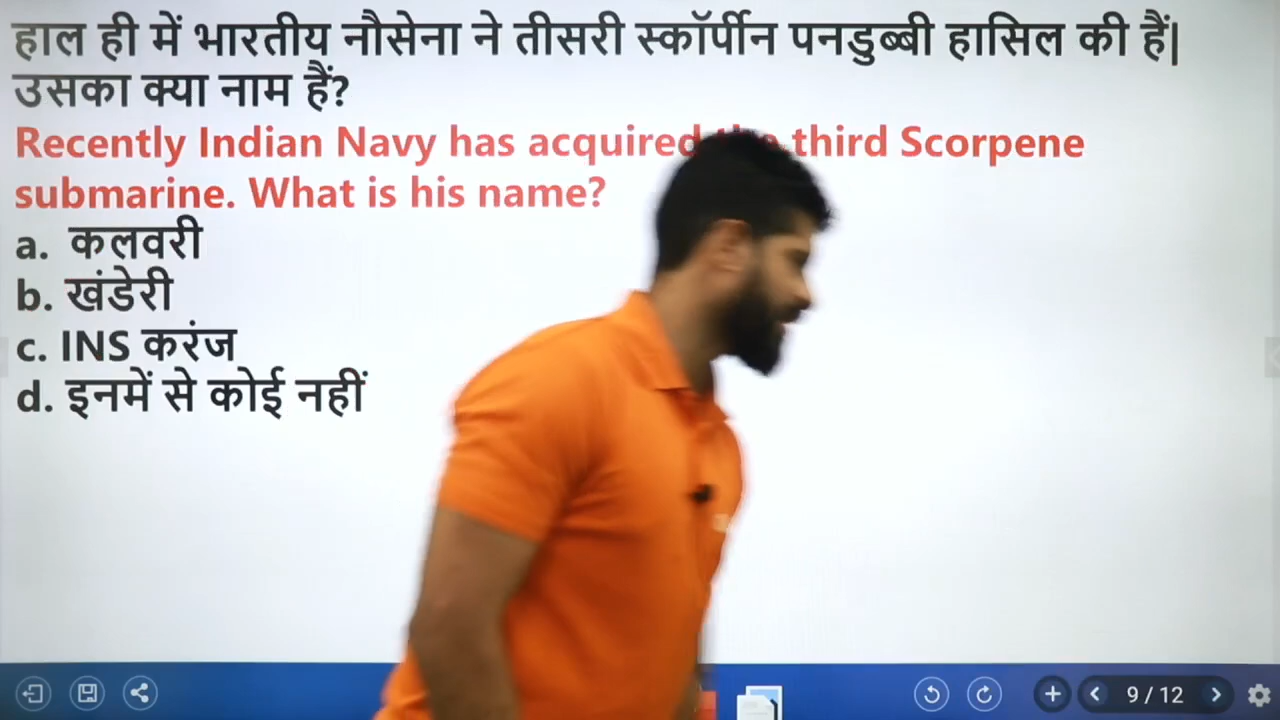 हाल ही में भारतीय नौसेना ने तीसरी स्कॉर्पीन पनडुब्बी हासिल की हैं|
उसका क्या नाम हैं?
Recently Indian Navy has acquired the third Scorpene
submarine. What is his name?
a. कलवरी
b. खंडेरी
c. INS करंज
d. इनमें से कोई नहीं
9 / 12